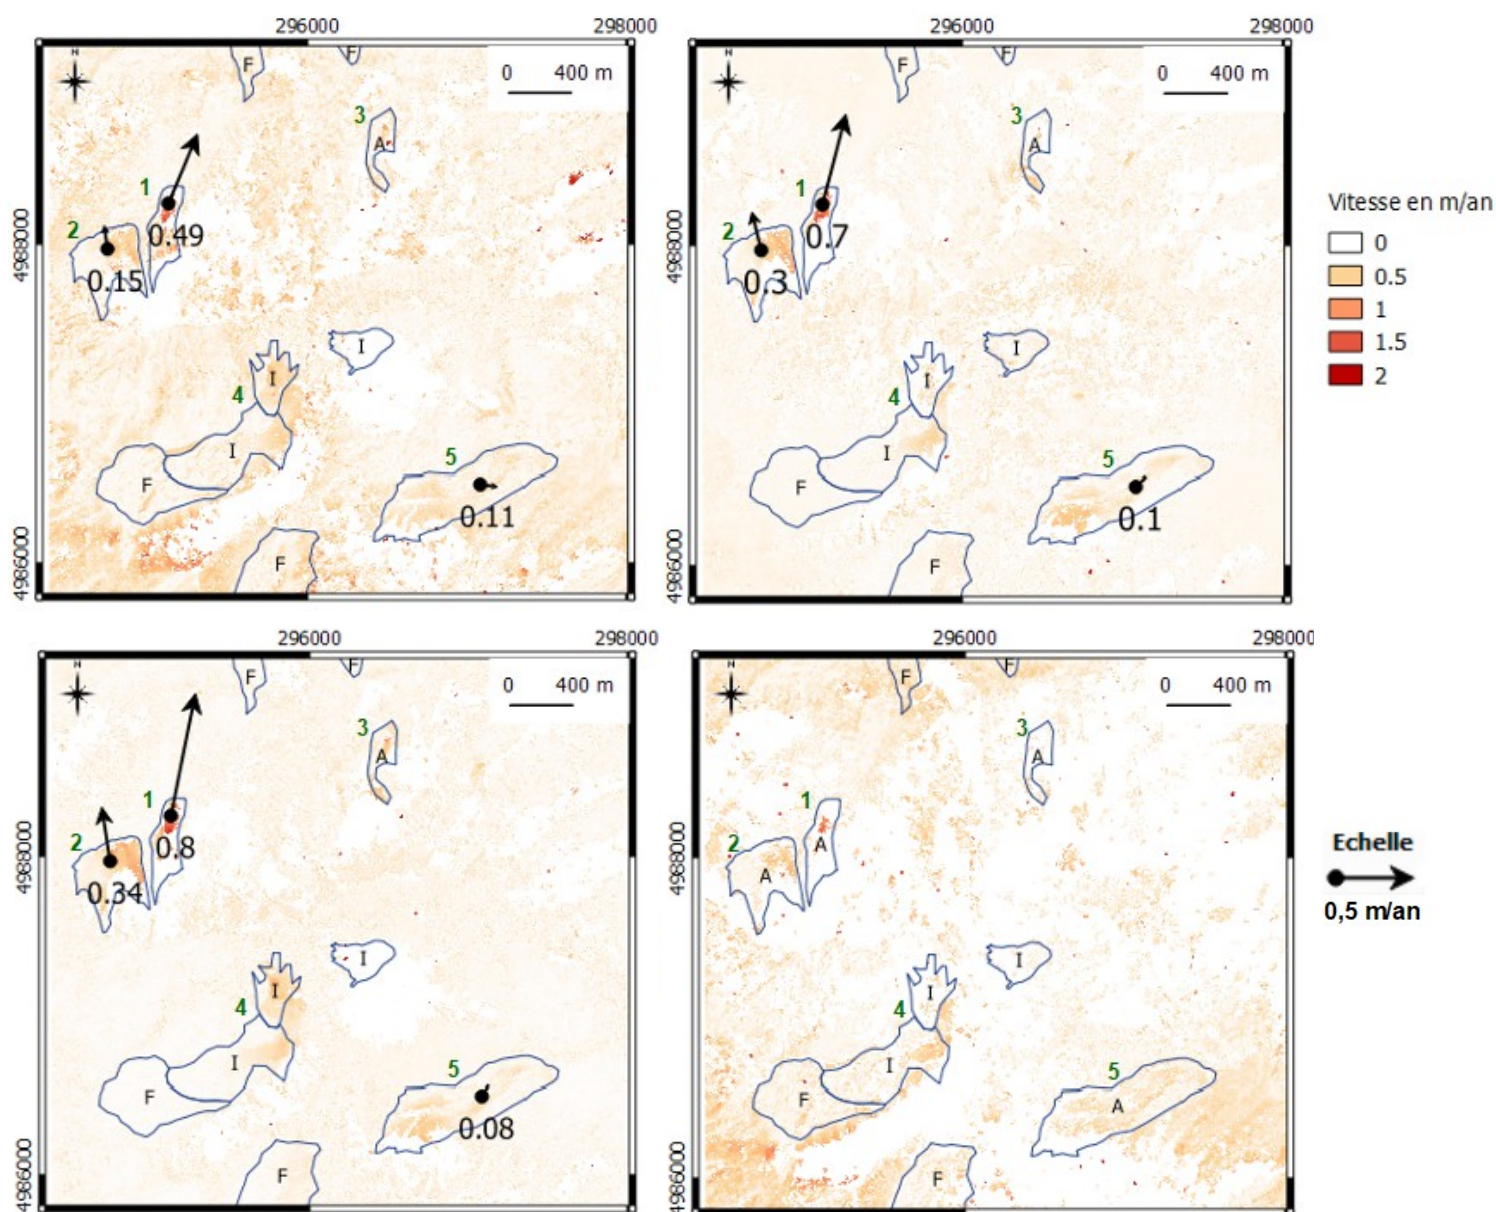 296000 298000
N
F F
0 400 m
3
A
1
4988000
2
0.49
0.15
I
I
4
I
5
F
0.11
4986000
F
296000 298000
N
F F
0 400 m
3
A
1
4988000
2
0.7
0.3
I
I
4
I
5
F
0.1
4986000
F
Vitesse en m/an
0
0.5
1
1.5
2
296000 298000
N
F F
0 400 m
3
A
1
4988000
2
0.8
0.34
I
I
4
I
5
F
0.08
4986000
F
296000 298000
N
F F
0 400 m
3
A
1
4988000
2
A
A
I
I
4
I
5
F
A
4986000
F
Echelle
0,5 m/an